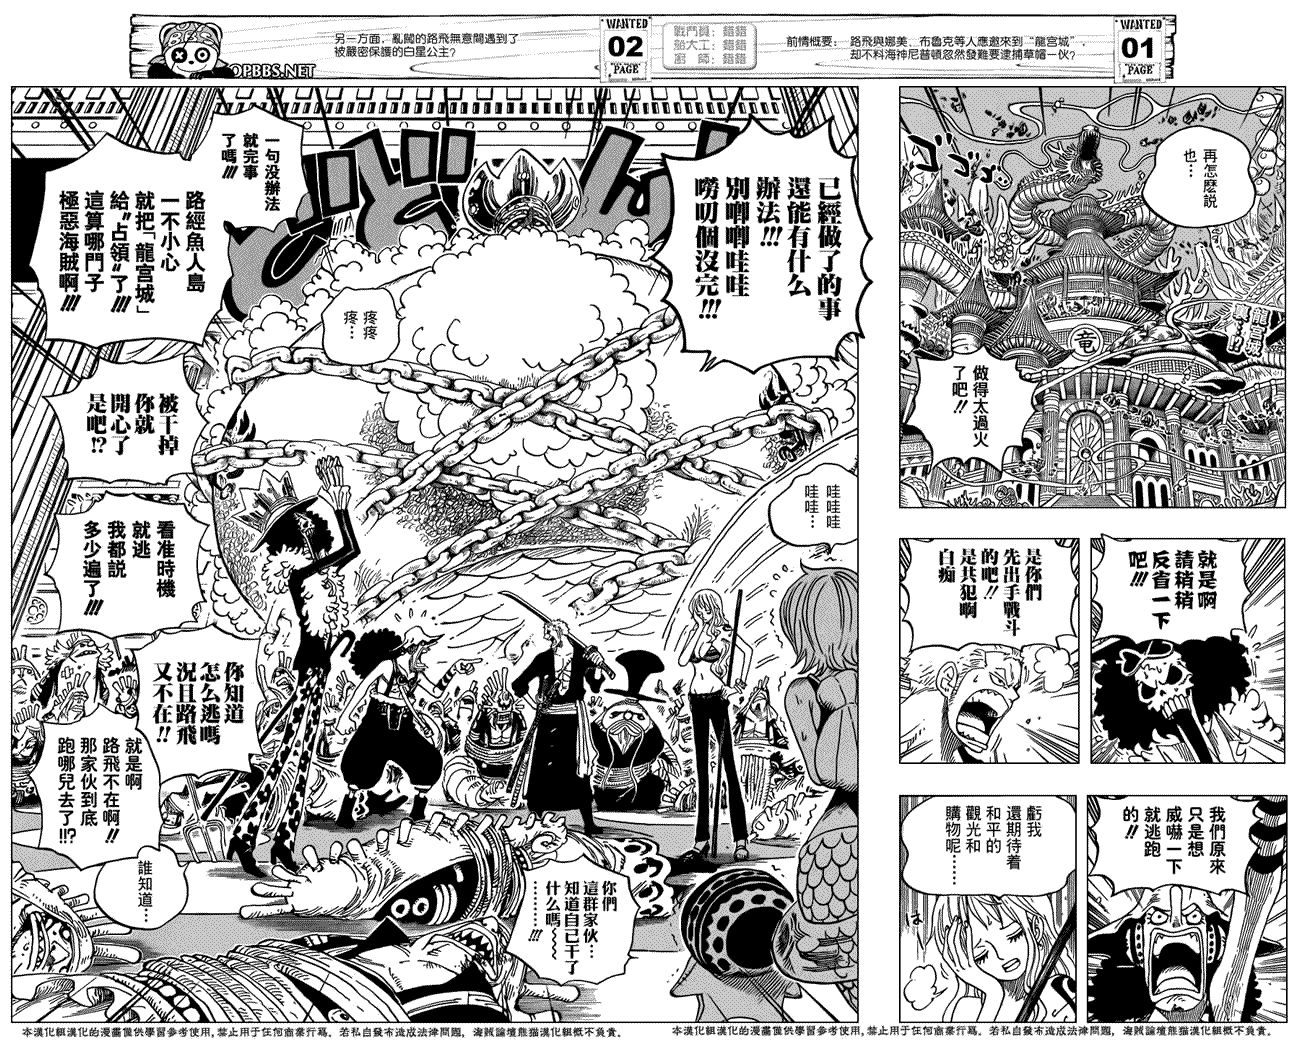 前情概要： 路飛與娜美、布魯克等人應邀來到“龍宮城”，
却不料海神尼普頓忽然發難要逮捕草帽一伙？
WANTED
01
PAGE
戰鬥員：錯錯
船大工：錯錯
廚 師：錯錯
WANTED
02
PAGE
另一方面，亂闖的路飛無意間遇到了
被嚴密保護的白星公主？
OPBBS.NET
再怎麽說
也…
ゴゴゴ
龍宮城
裏…!?
竜
做得太過火
了吧!!
就是啊
請稍稍
反省一下
吧!!!
是你們
先出手戰斗
的吧!!
是共犯啊
白痴
我們原來
只是想
威嚇一下
就逃跑
的!!
虧我
還期待着
和平的
觀光和
購物呢……
は
已經做了的事
還能有什么
辦法!!!
別唧唧哇哇
嘮叨個沒完!!!
一句没辦法
就完事
了嗎!!!
路經魚人島
一不小心
就把「龍宮城」
給“占領”了!!!
這算哪門子
極惡海賊啊!!!
疼疼
疼…
被干掉
你就
開心了
是吧!?
哇哇哇
哇哇…
看准時機
就逃
我都説
多少遍了!!!
你知道
怎么逃嗎
况且路飛
又不在!!
就是啊
路飛不在啊!!
那家伙到底
跑哪兒去了!!?
誰知道…
你們
這群家伙…
知道自己干了
什么嗎~~~
………!!!
本漢化組漢化的漫畫僅供學習參考使用，禁止用于任何商業行爲。若私自發布造成法律問題， 海賊論壇熊猫漢化組概不負責。
本漢化組漢化的漫畫僅供學習參考使用，禁止用于任何商業行爲。若私自發布造成法律問題， 海賊論壇熊猫漢化組概不負責。